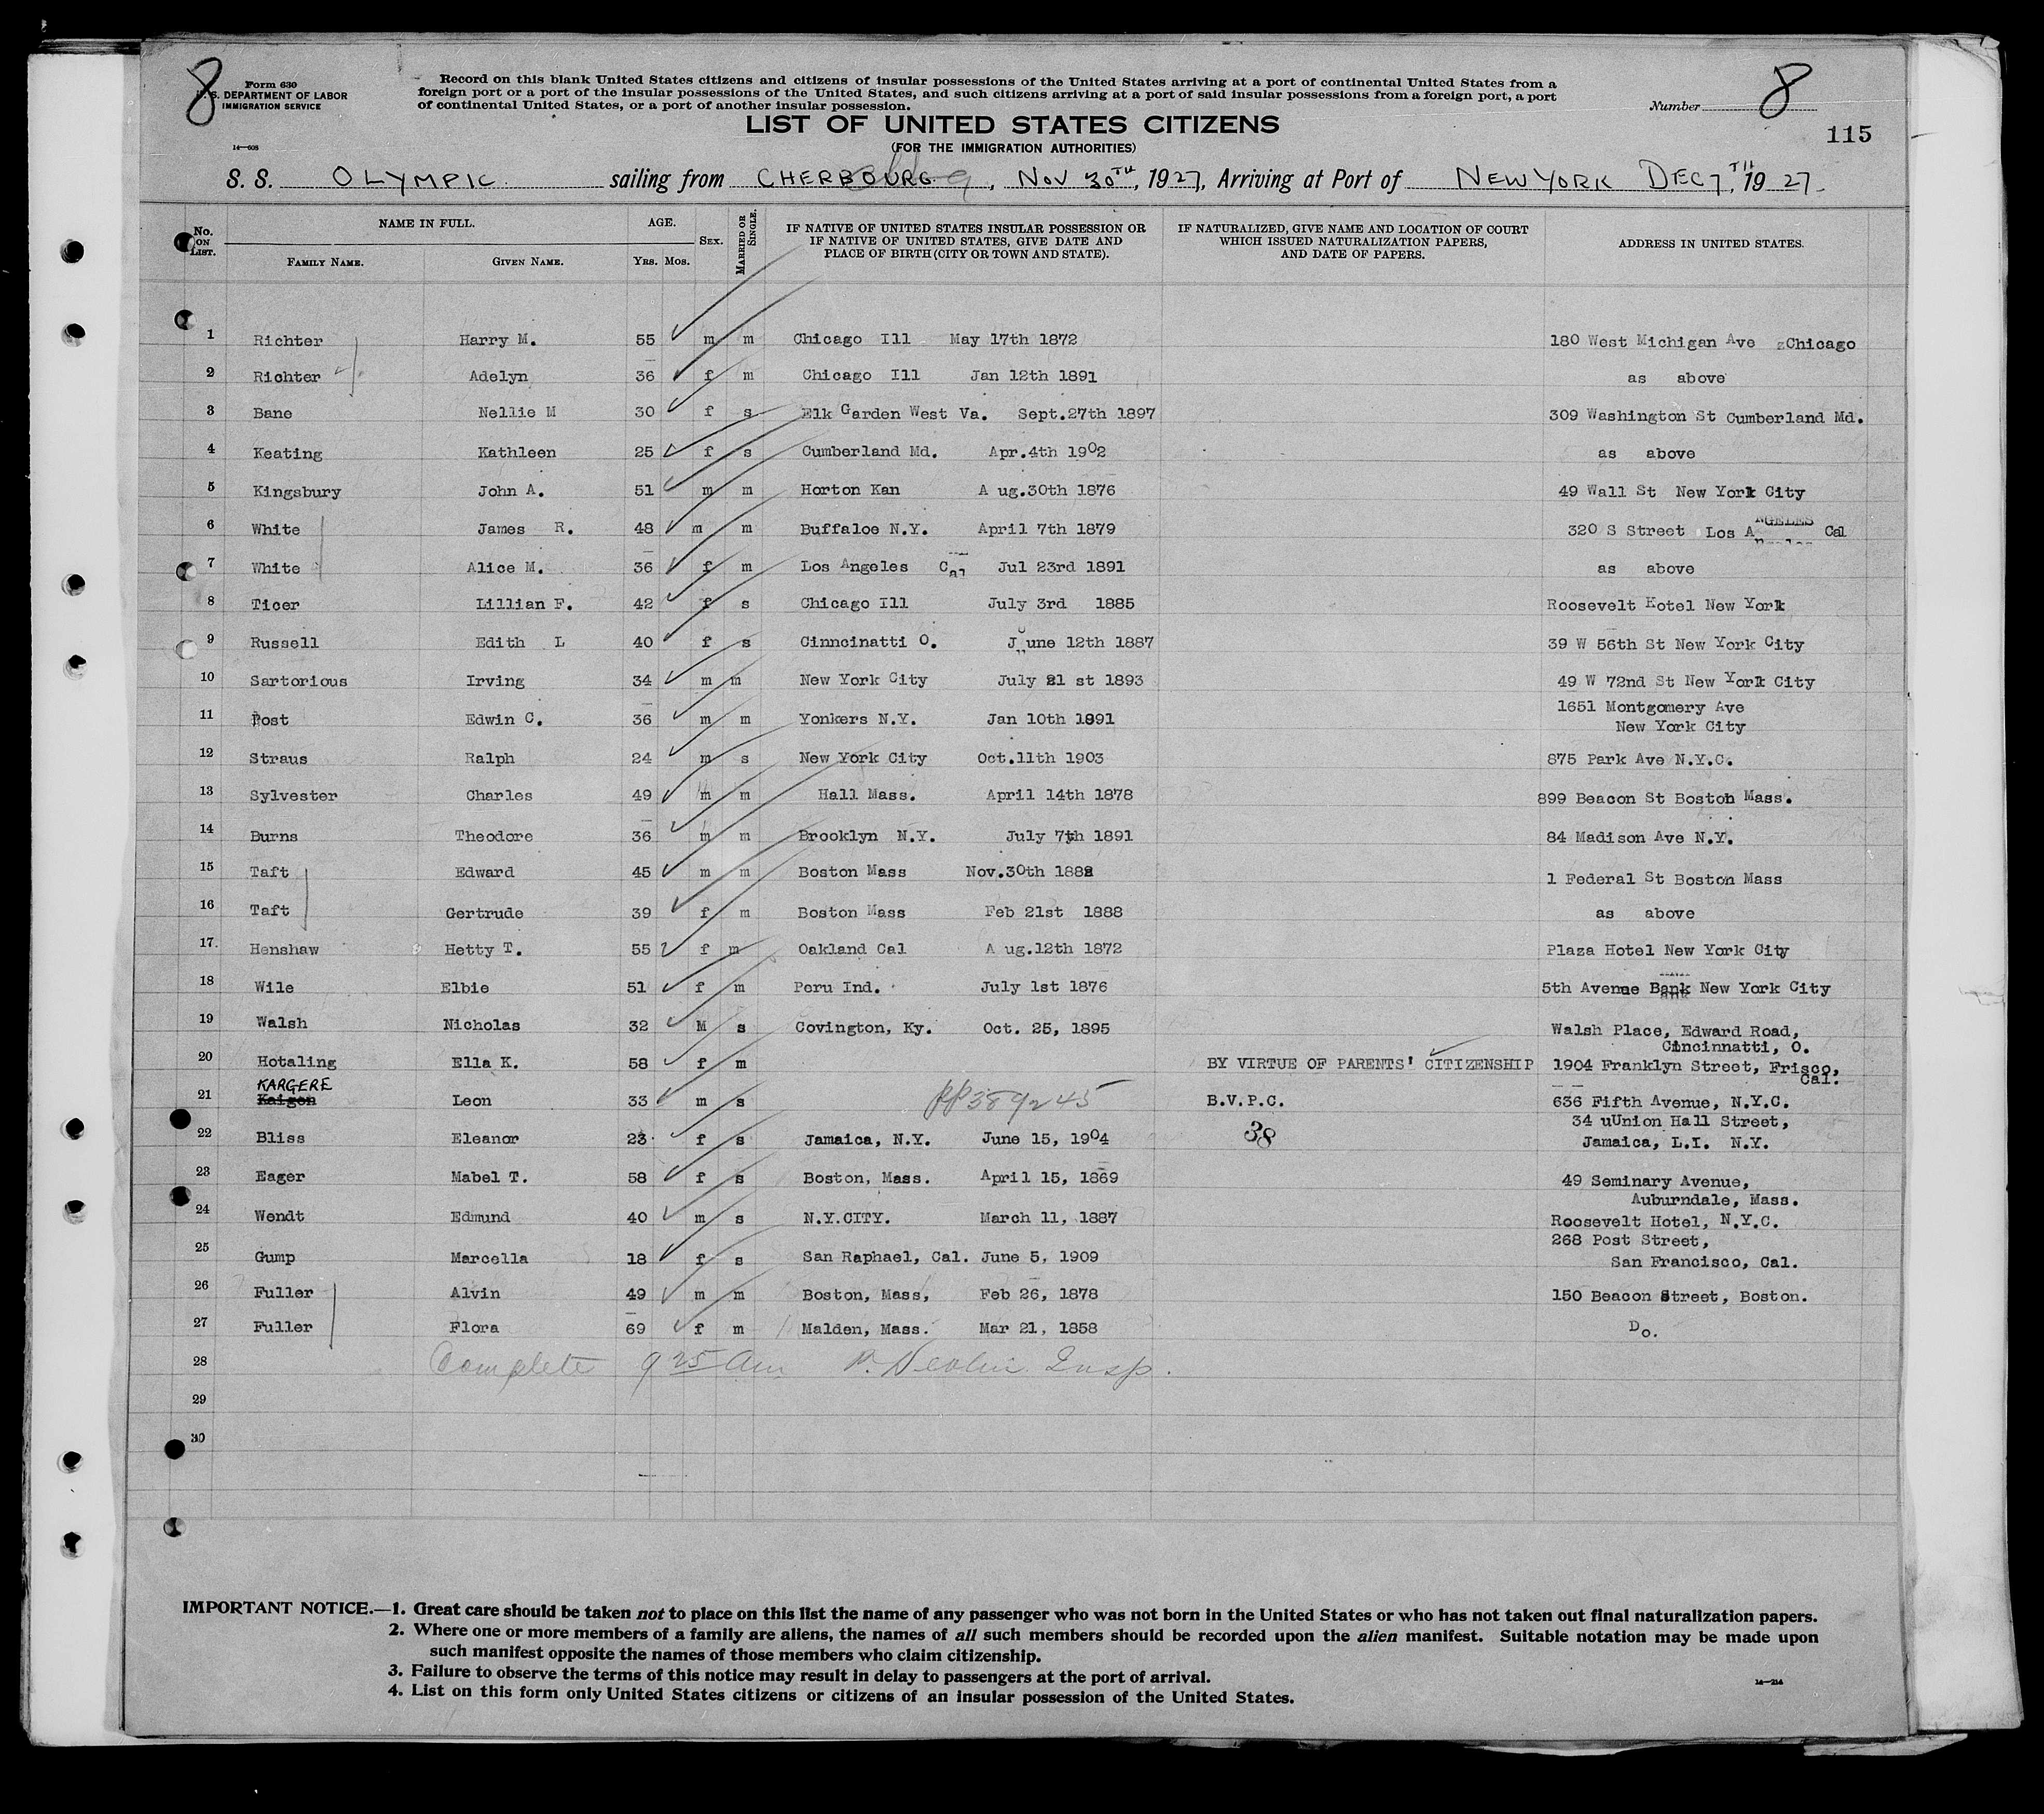 8
Form 630
U. S. DEPARTMENT OF LABOR
IMMIGRATION SERVICE
14—608
Record on this blank United States citizens and citizens of insular possessions of the United States arriving at a port of continental United States from a
foreign port or a port of the insular possessions of the United States, and such citizens arriving at a port of said insular possessions from a foreign port, a port
of continental United States, or a port of another insular possession.
Number 8
115
LIST OF UNITED STATES CITIZENS
(FOR THE IMMIGRATION AUTHORITIES)
S. S. OLYMPIC sailing from CHERBOURG, Nov 30TH, 1927, Arriving at Port of NEW YORK DEC 7TH, 1927
No. ON LIST. NAME IN FULL. FAMILY NAME. GIVEN NAME. AGE. YRS. MOS. SEX. MARRIED OR SINGLE. IF NATIVE OF UNITED STATES INSULAR POSSESSION OR IF NATIVE OF UNITED STATES, GIVE DATE AND PLACE OF BIRTH (CITY OR TOWN AND STATE). IF NATURALIZED, GIVE NAME AND LOCATION OF COURT WHICH ISSUED NATURALIZATION PAPERS, AND DATE OF PAPERS. ADDRESS IN UNITED STATES.
1 Richter Harry M. 55 m m Chicago Ill May 17th 1872 180 West Michigan Ave Chicago
2 Richter Adelyn 36 f m Chicago Ill Jan 12th 1891 as above
3 Bane Nellie M 30 f s Elk Garden West Va. Sept.27th 1897 309 Washington St Cumberland Md.
4 Keating Kathleen 25 f s Cumberland Md. Apr.4th 1902 as above
5 Kingsbury John A. 51 m m Horton Kan A ug.30th 1876 49 Wall St New York City
6 White James R. 48 m m Buffaloe N.Y. April 7th 1879 320 S Street Los ANGELES Cal
7 White Alice M. 36 f m Los Angeles Cal Jul 23rd 1891 as above
8 Ticer Lillian F. 42 f s Chicago Ill July 3rd 1885 Roosevelt Hotel New York
9 Russell Edith L 40 f s Cinncinatti O. June 12th 1887 39 W 56th St New York City
10 Sartorious Irving 34 m m New York City July 21 st 1893 49 W 72nd St New York City
11 Post Edwin C. 36 m m Yonkers N.Y. Jan 10th 1891 1651 Montgomery Ave
New York City
12 Straus Ralph 24 m s New York City Oct.11th 1903 875 Park Ave N.Y.C.
13 Sylvester Charles 49 m m Hall Mass. April 14th 1878 899 Beacon St Boston Mass.
14 Burns Theodore 36 m m Brooklyn N.Y. July 7th 1891 84 Madison Ave N.Y.
15 Taft Edward 45 m m Boston Mass Nov.30th 1882 1 Federal St Boston Mass
16 Taft Gertrude 39 f m Boston Mass Feb 21st 1888 as above
17. Henshaw Hetty T. 55 f m Oakland Cal A ug.12th 1872 Plaza Hotel New York City
18 Wile Elbie 51 f m Peru Ind. July 1st 1876 5th Avenue Bank New York City
19 Walsh Nicholas 32 M s Covington, Ky. Oct. 25, 1895 Walsh Place, Edward Road,
Cincinnatti, O.
20 Hotaling Ella K. 58 f m BY VIRTUE OF PARENTS' CITIZENSHIP 1904 Franklyn Street, Frisco,
Cal.
KARGERE
21 Kaigon Leon 33 m s PP389245 B.V.P.C. 636 Fifth Avenue, N.Y.C.
22 Bliss Eleanor 23 f s Jamaica, N.Y. June 15, 1904 38 34 uUnion Hall Street,
Jamaica, L.I. N.Y.
23 Eager Mabel T. 58 f s Boston, Mass. April 15, 1869 49 Seminary Avenue,
Auburndale, Mass.
24 Wendt Edmund 40 m s N.Y.CITY. March 11, 1887 Roosevelt Hotel, N.Y.C.
25 Gump Marcella 18 f s San Raphael, Cal. June 5, 1909 268 Post Street,
San Francisco, Cal.
26 Fuller Alvin 49 m m Boston, Mass, Feb 26, 1878 150 Beacon Street, Boston.
27 Fuller Flora 69 f m Malden, Mass. Mar 21, 1858 Do.
28 Complete 9 25 am Insp.
29
30
IMPORTANT NOTICE.—1. Great care should be taken not to place on this list the name of any passenger who was not born in the United States or who has not taken out final naturalization papers.
2. Where one or more members of a family are aliens, the names of all such members should be recorded upon the alien manifest. Suitable notation may be made upon
such manifest opposite the names of those members who claim citizenship.
3. Failure to observe the terms of this notice may result in delay to passengers at the port of arrival.
4. List on this form only United States citizens or citizens of an insular possession of the United States.
14—214